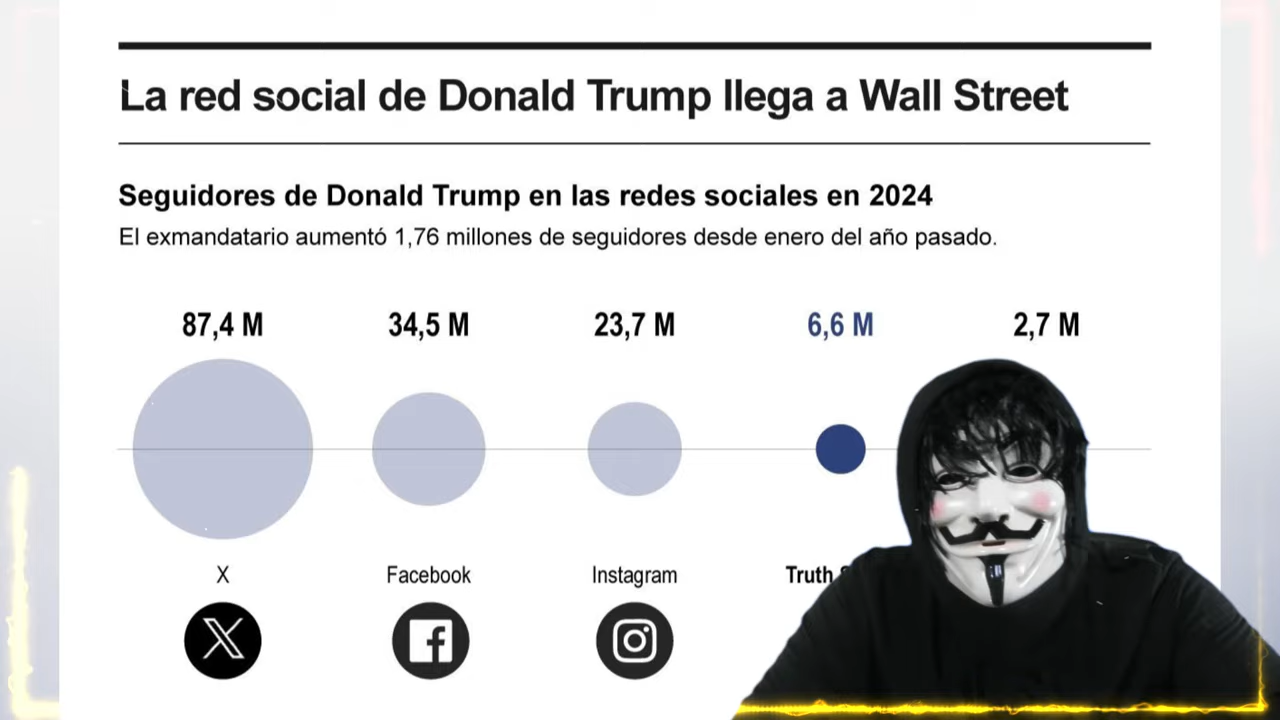 La red social de Donald Trump llega a Wall Street
Seguidores de Donald Trump en las redes sociales en 2024
El exmandatario aumentó 1,76 millones de seguidores desde enero del año pasado.
87,4 M 34,5 M 23,7 M 6,6 M 2,7 M
X Facebook Instagram Truth